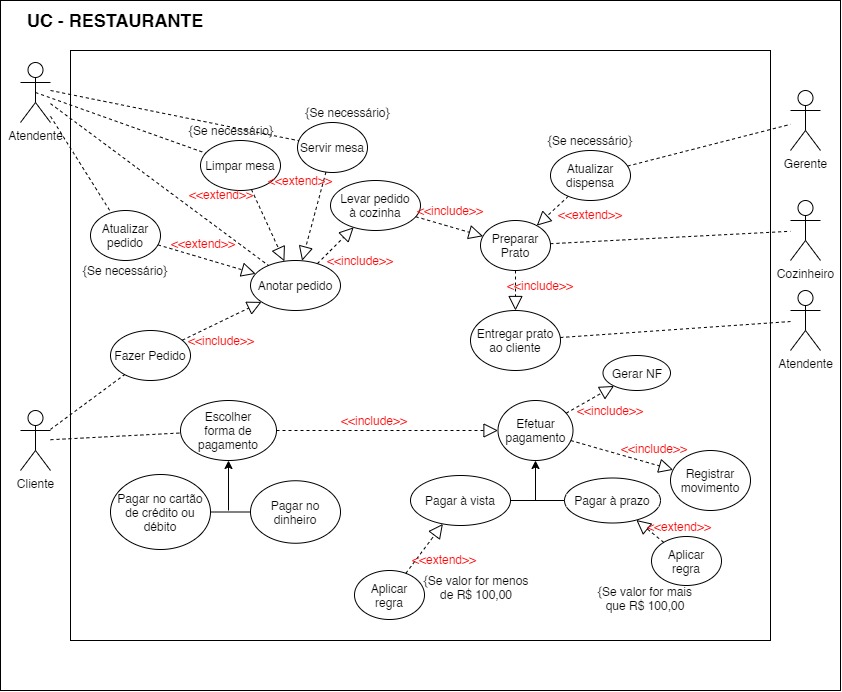 UC - RESTAURANTE
Atendente
{Se necessário}
Servir mesa
{Se necessário}
Limpar mesa
<<extend>>
<<extend>>
Atualizar
pedido
{Se necessário}
<<extend>>
Anotar pedido
<<include>>
Levar pedido
à cozinha
<<include>>
{Se necessário}
Atualizar
dispensa
<<extend>>
Preparar
Prato
<<include>>
Entregar prato
ao cliente
Gerente
Cozinheiro
Atendente
Fazer Pedido
<<include>>
Cliente
Escolher
forma de
pagamento
<<include>>
Efetuar
pagamento
Gerar NF
<<include>>
<<include>>
Registrar
movimento
Pagar no cartão
de crédito ou
débito
Pagar no
dinheiro
Pagar à vista
Pagar à prazo
<<extend>>
<<extend>>
Aplicar
regra
{Se valor for menos
de R$ 100,00
Aplicar
regra
{Se valor for mais
que R$ 100,00